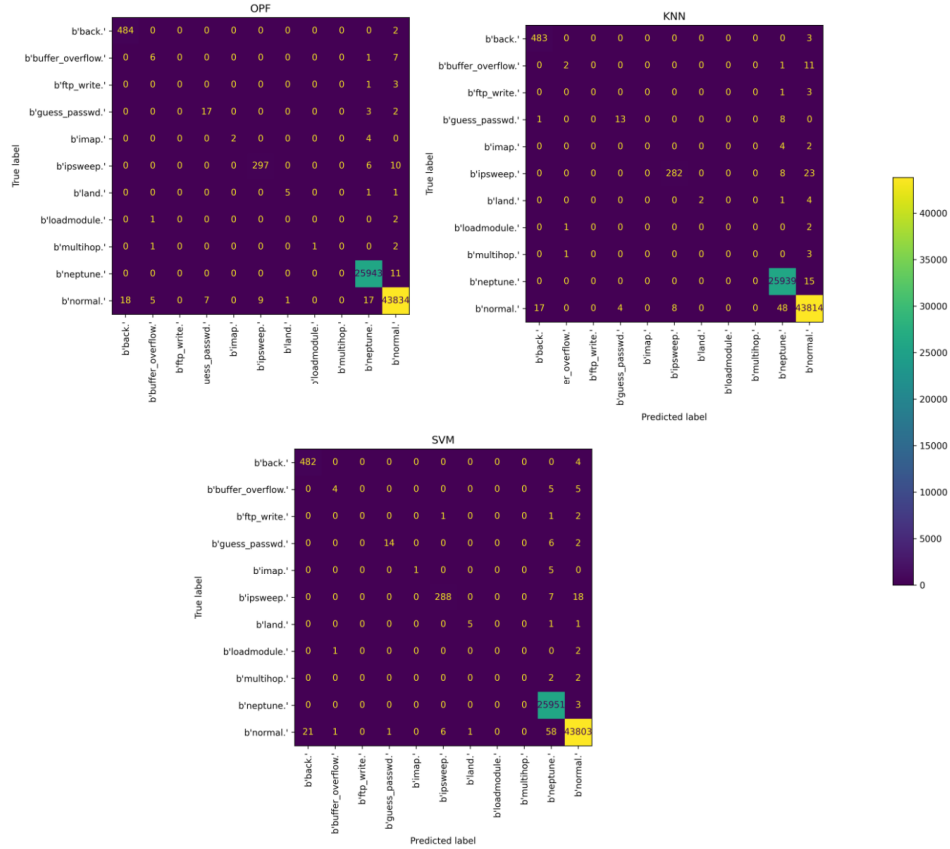 OPF
True label
b'back.' 484 0 0 0 0 0 0 0 0 0 2
b'buffer_overflow.' 0 6 0 0 0 0 0 0 0 1 7
b'ftp_write.' 0 0 0 0 0 0 0 0 0 1 3
b'guess_passwd.' 0 0 0 17 0 0 0 0 0 3 2
b'imap.' 0 0 0 0 2 0 0 0 0 4 0
b'ipsweep.' 0 0 0 0 0 297 0 0 0 6 10
b'land.' 0 0 0 0 0 0 5 0 0 1 1
b'loadmodule.' 0 1 0 0 0 0 0 0 0 0 2
b'multihop.' 0 1 0 0 0 0 0 1 0 0 2
b'neptune.' 0 0 0 0 0 0 0 0 0 25943 11
b'normal.' 18 5 0 7 0 9 1 0 0 17 43834
b'back.' b'buffer_overflow.' b'ftp_write.' uess_passwd.' b'imap.' b'ipsweep.' b'land.' 'loadmodule.' b'multihop.' b'neptune.' b'normal.'
KNN
True label
b'back.' 483 0 0 0 0 0 0 0 0 0 3
b'buffer_overflow.' 0 2 0 0 0 0 0 0 0 1 11
b'ftp_write.' 0 0 0 0 0 0 0 0 0 1 3
b'guess_passwd.' 1 0 0 13 0 0 0 0 0 8 0
b'imap.' 0 0 0 0 0 0 0 0 0 4 2
b'ipsweep.' 0 0 0 0 0 282 0 0 0 8 23
b'land.' 0 0 0 0 0 0 2 0 0 1 4
b'loadmodule.' 0 1 0 0 0 0 0 0 0 0 2
b'multihop.' 0 1 0 0 0 0 0 0 0 0 3
b'neptune.' 0 0 0 0 0 0 0 0 0 25939 15
b'normal.' 17 0 0 4 0 8 0 0 0 48 43814
b'back.' er_overflow.' b'ftp_write.' b'guess_passwd.' b'imap.' b'ipsweep.' b'land.' b'loadmodule.' b'multihop.' b'neptune.' b'normal.'
Predicted label
40000
35000
30000
25000
20000
15000
10000
5000
0
SVM
True label
b'back.' 482 0 0 0 0 0 0 0 0 0 4
b'buffer_overflow.' 0 4 0 0 0 0 0 0 0 5 5
b'ftp_write.' 0 0 0 0 0 1 0 0 0 1 2
b'guess_passwd.' 0 0 0 14 0 0 0 0 0 6 2
b'imap.' 0 0 0 0 1 0 0 0 0 5 0
b'ipsweep.' 0 0 0 0 0 288 0 0 0 7 18
b'land.' 0 0 0 0 0 0 5 0 0 1 1
b'loadmodule.' 0 1 0 0 0 0 0 0 0 0 2
b'multihop.' 0 0 0 0 0 0 0 0 0 2 2
b'neptune.' 0 0 0 0 0 0 0 0 0 25951 3
b'normal.' 21 1 0 1 0 6 1 0 0 58 43803
b'back.' b'buffer_overflow.' b'ftp_write.' b'guess_passwd.' b'imap.' b'ipsweep.' b'land.' b'loadmodule.' b'multihop.' b'neptune.' b'normal.'
Predicted label